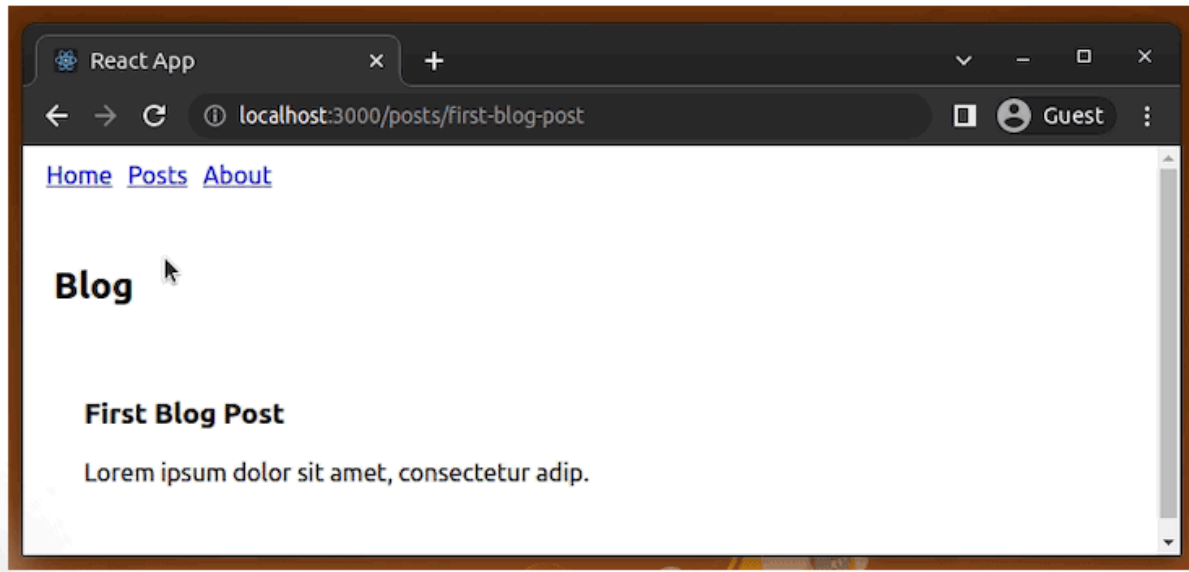 React App
localhost:3000/posts/first-blog-post
Guest
Home Posts About
Blog
First Blog Post
Lorem ipsum dolor sit amet, consectetur adip.